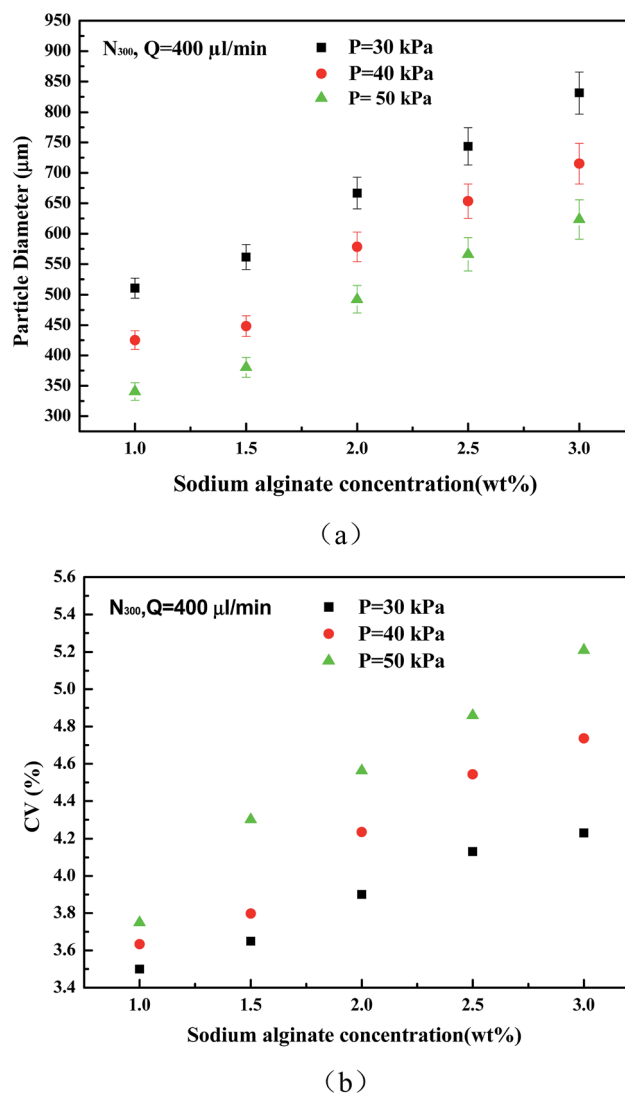 N₃₀₀, Q=400 µl/min
P=30 kPa
P=40 kPa
P= 50 kPa
950
900
850
800
750
700
650
600
550
500
450
400
350
300
Particle Diameter (µm)
1.0 1.5 2.0 2.5 3.0
Sodium alginate concentration(wt%)
（a）
N₃₀₀,Q=400 µl/min
P=30 kPa
P=40 kPa
P=50 kPa
5.6
5.2
5.0
4.8
4.6
4.4
4.2
4.0
3.8
3.6
3.4
CV (%)
1.0 1.5 2.0 2.5 3.0
Sodium alginate concentration(wt%)
（b）